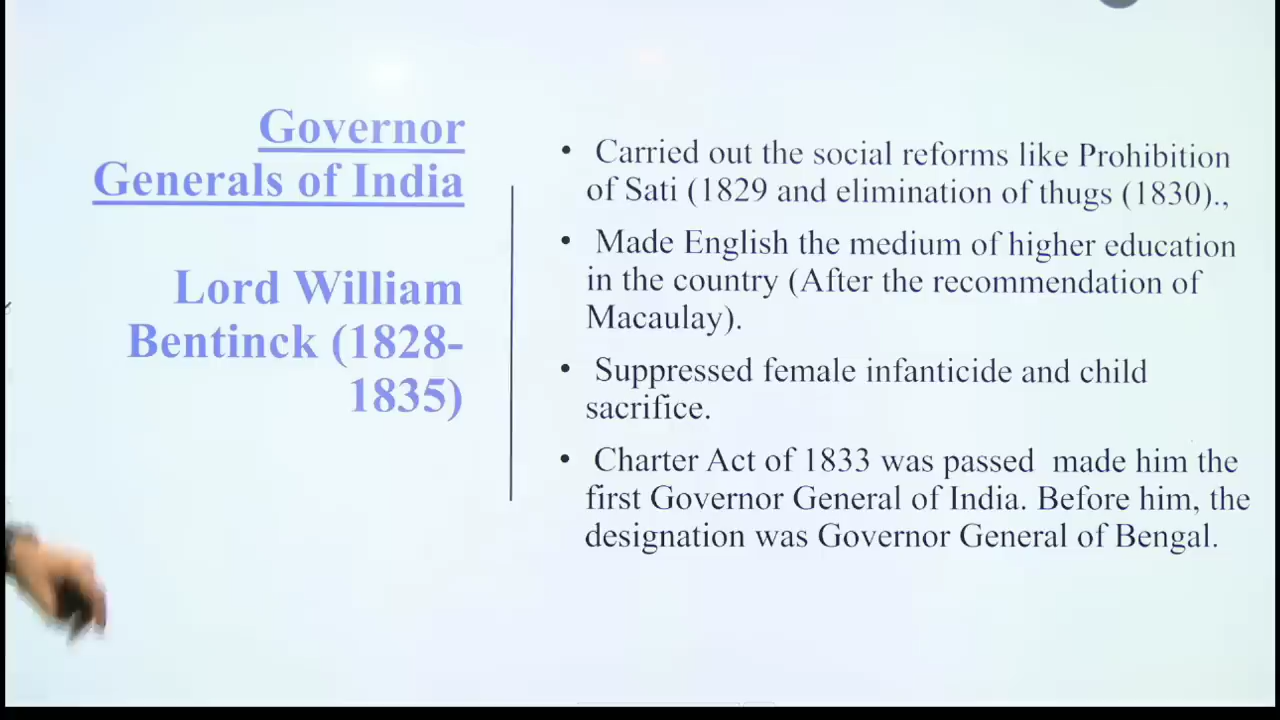 Governor
Generals of India
Lord William
Bentinck (1828-
1835)
• Carried out the social reforms like Prohibition
of Sati (1829 and elimination of thugs (1830).,
• Made English the medium of higher education
in the country (After the recommendation of
Macaulay).
• Suppressed female infanticide and child
sacrifice.
• Charter Act of 1833 was passed made him the
first Governor General of India. Before him, the
designation was Governor General of Bengal.